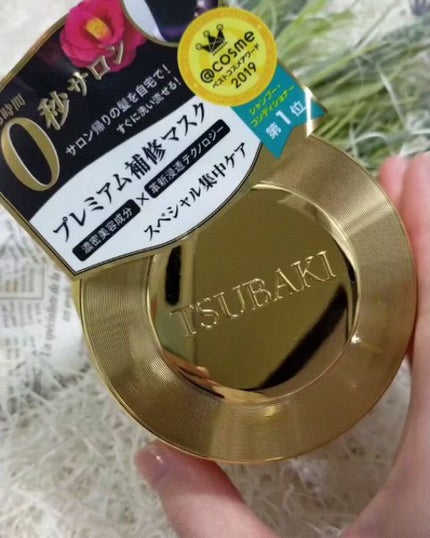 時間
0秒サロン
サロン帰りの髪を自宅で!
すぐに洗い流せる!
プレミアム補修マスク
濃密美容成分×革新浸透テクノロジー
スペシャル集中ケア
@cosme
ベストコスメアワード
2019
シャンプー・
コンディショナー
第1位
TSUBAKI